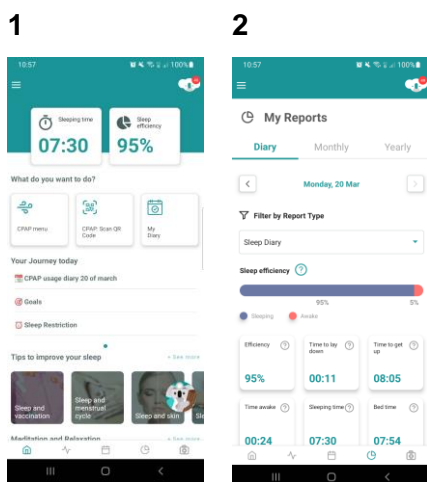 1
2
10:57
100%
Sleeping time
07:30
Sleep efficiency
95%
What do you want to do?
CPAP menu
CPAP: Scan QR Code
My Diary
Your Journey today
CPAP usage diary 20 of march
Goals
Sleep Restriction
Tips to improve your sleep
+ See more
Sleep and vaccination
Sleep and menstrual cycle
Sleep and skin
Sle
Meditation and Relaxation
+ See more
10:57
100%
My Reports
Diary
Monthly
Yearly
Monday, 20 Mar
Filter by Report Type
Sleep Diary
Sleep efficiency ?
95%
5%
Sleeping
Awake
Efficiency ?
95%
Time to lay down ?
00:11
Time to get up ?
08:05
Time awake ?
00:24
Sleeping time ?
07:30
Bed time ?
07:54